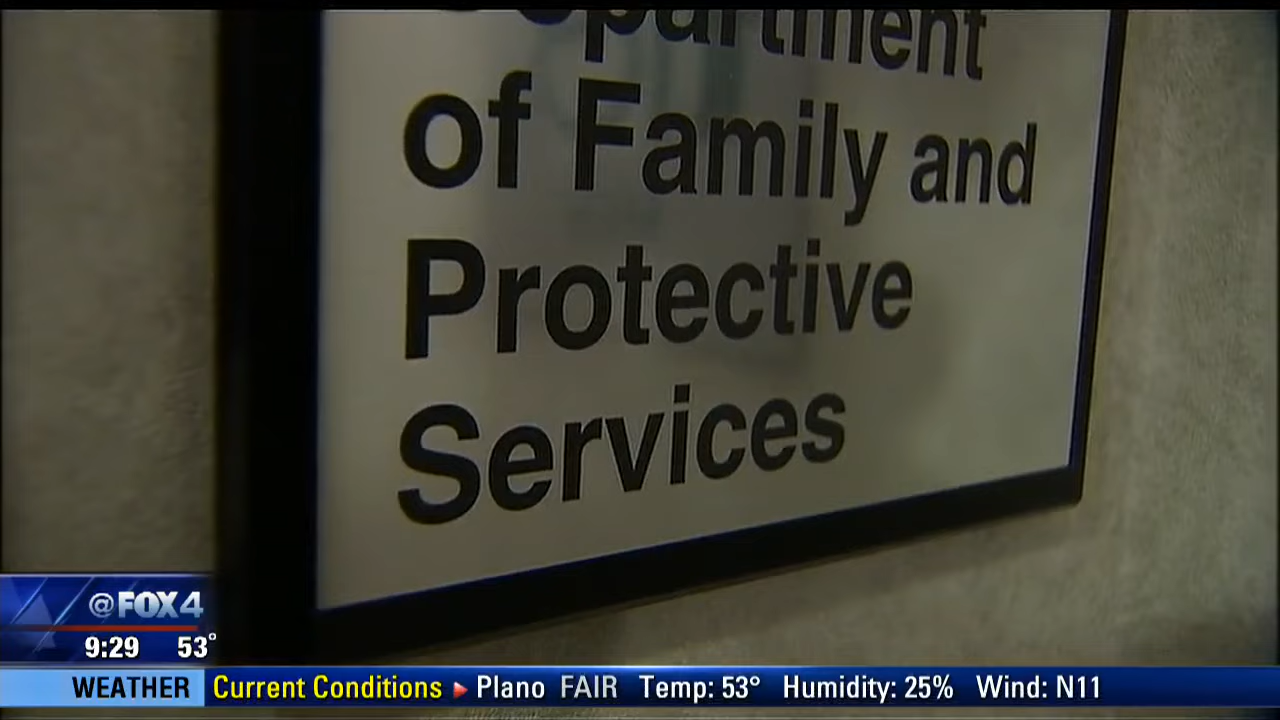 Department
of Family and
Protective
Services
@FOX4
9:29 53°
WEATHER Current Conditions Plano FAIR Temp: 53° Humidity: 25% Wind: N11